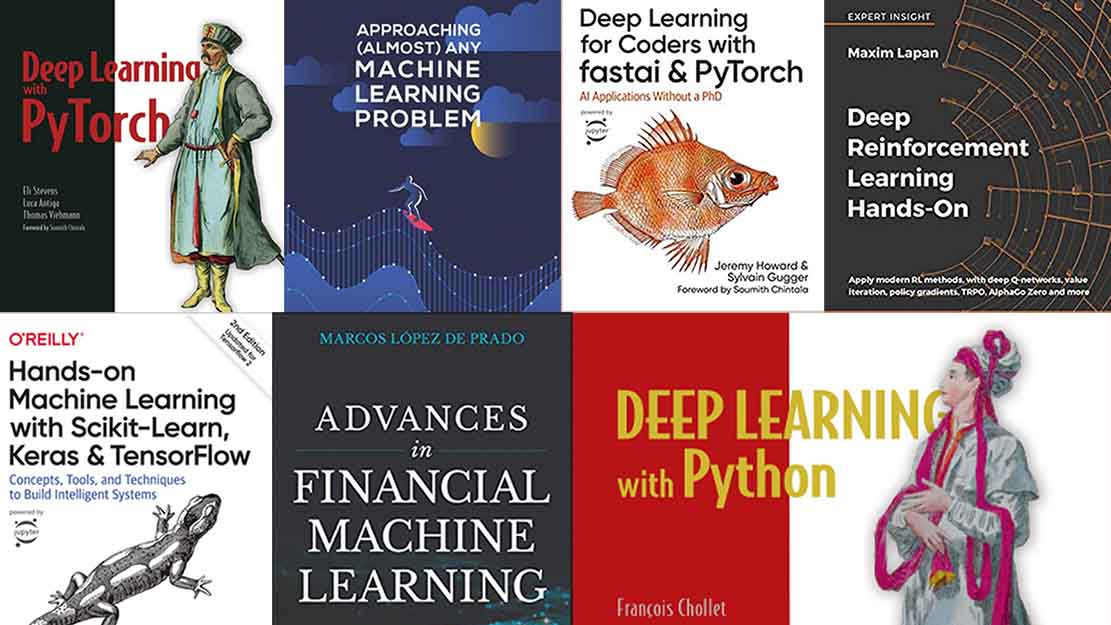 Deep Learning
with
PyTorch
Eli Stevens
Luca Antiga
Thomas Viehmann
Foreword by Soumith Chintala
APPROACHING
(ALMOST) ANY
MACHINE
LEARNING
PROBLEM
Deep Learning
for Coders with
fastai & PyTorch
AI Applications Without a PhD
powered by
jupyter
Jeremy Howard &
Sylvain Gugger
Foreword by Soumith Chintala
EXPERT INSIGHT
Maxim Lapan
Deep
Reinforcement
Learning
Hands-On
Apply modern RL methods, with deep Q-networks, value
iteration, policy gradients, TRPO, AlphaGo Zero and more
O'REILLY®
2nd Edition
Updated for
TensorFlow 2
Hands-on
Machine Learning
with Scikit-Learn,
Keras & TensorFlow
Concepts, Tools, and Techniques
to Build Intelligent Systems
powered by
jupyter
MARCOS LÓPEZ DE PRADO
ADVANCES
in
FINANCIAL
MACHINE
LEARNING
DEEP LEARNING
with Python
François Chollet